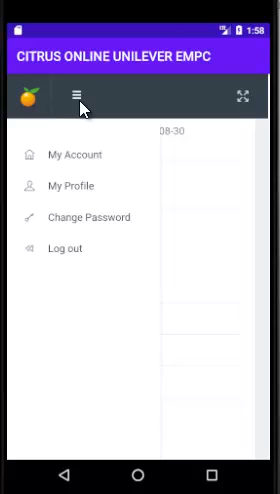 1:58
CITRUS ONLINE UNILEVER EMPC
08-30
My Account
My Profile
Change Password
Log out